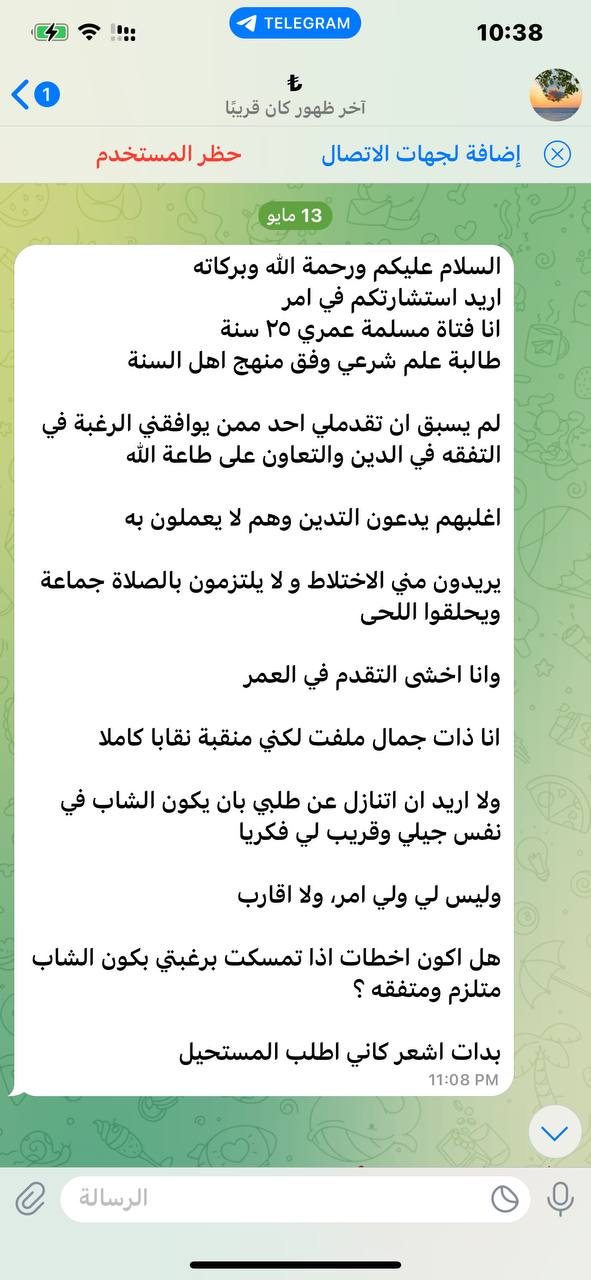 TELEGRAM
10:38
1
₺
آخر ظهور كان قريبًا
إضافة لجهات الاتصال
حظر المستخدم
13 مايو
السلام عليكم ورحمة الله وبركاته
اريد استشارتكم في امر
انا فتاة مسلمة عمري ٢٥ سنة
طالبة علم شرعي وفق منهج اهل السنة
لم يسبق ان تقدملي احد ممن يوافقني الرغبة في
التفقه في الدين والتعاون على طاعة الله
اغلبهم يدعون التدين وهم لا يعملون به
يريدون مني الاختلاط و لا يلتزمون بالصلاة جماعة
ويحلقوا اللحى
وانا اخشى التقدم في العمر
انا ذات جمال ملفت لكني منقبة نقابا كاملا
ولا اريد ان اتنازل عن طلبي بان يكون الشاب في
نفس جيلي وقريب لي فكريا
وليس لي ولي امر، ولا اقارب
هل اكون اخطات اذا تمسكت برغبتي بكون الشاب
متلزم ومتفقه ؟
بدات اشعر كاني اطلب المستحيل
11:08 PM
الرسالة